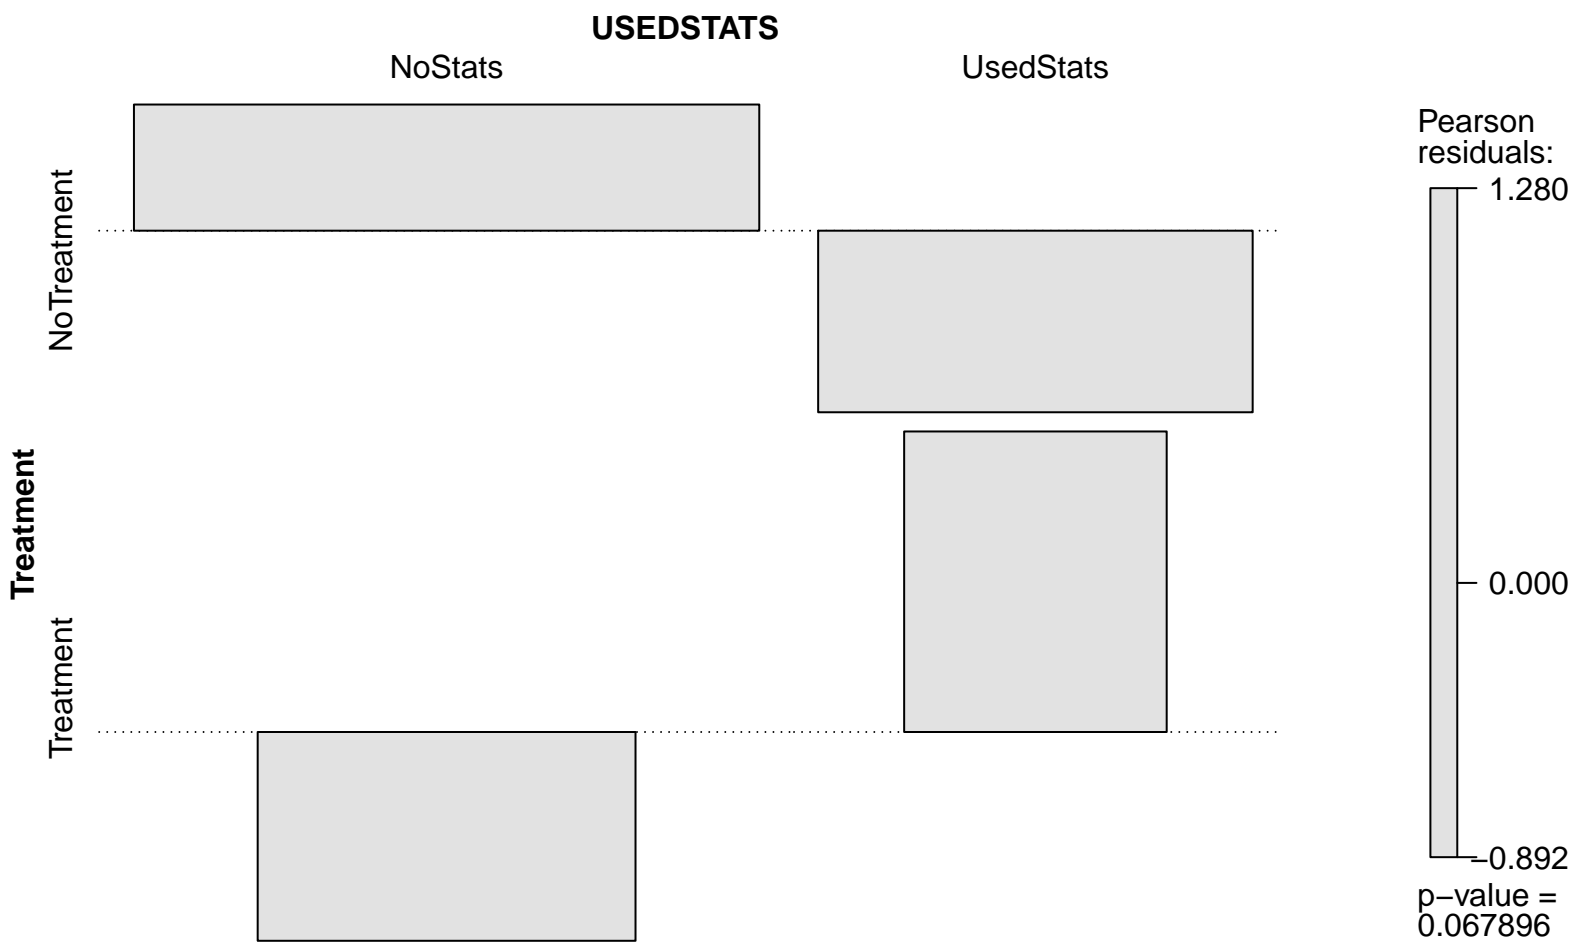 USEDSTATS
NoStats UsedStats
Treatment
NoTreatment
Treatment
Pearson
residuals:
1.280
0.000
−0.892
p−value =
0.067896